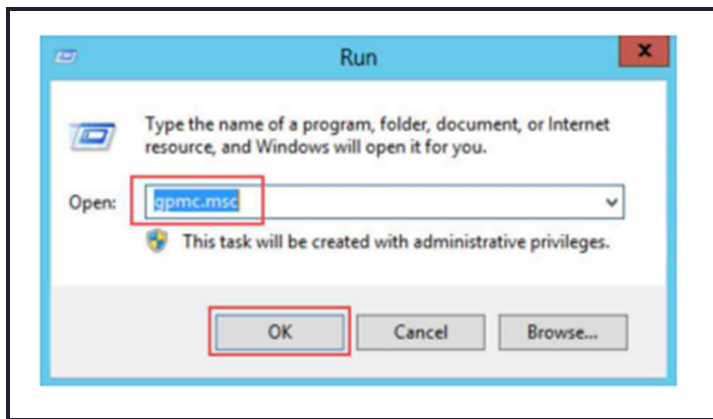 Run
x
Type the name of a program, folder, document, or Internet
resource, and Windows will open it for you.
Open: gpmc.msc
This task will be created with administrative privileges.
OK Cancel Browse...